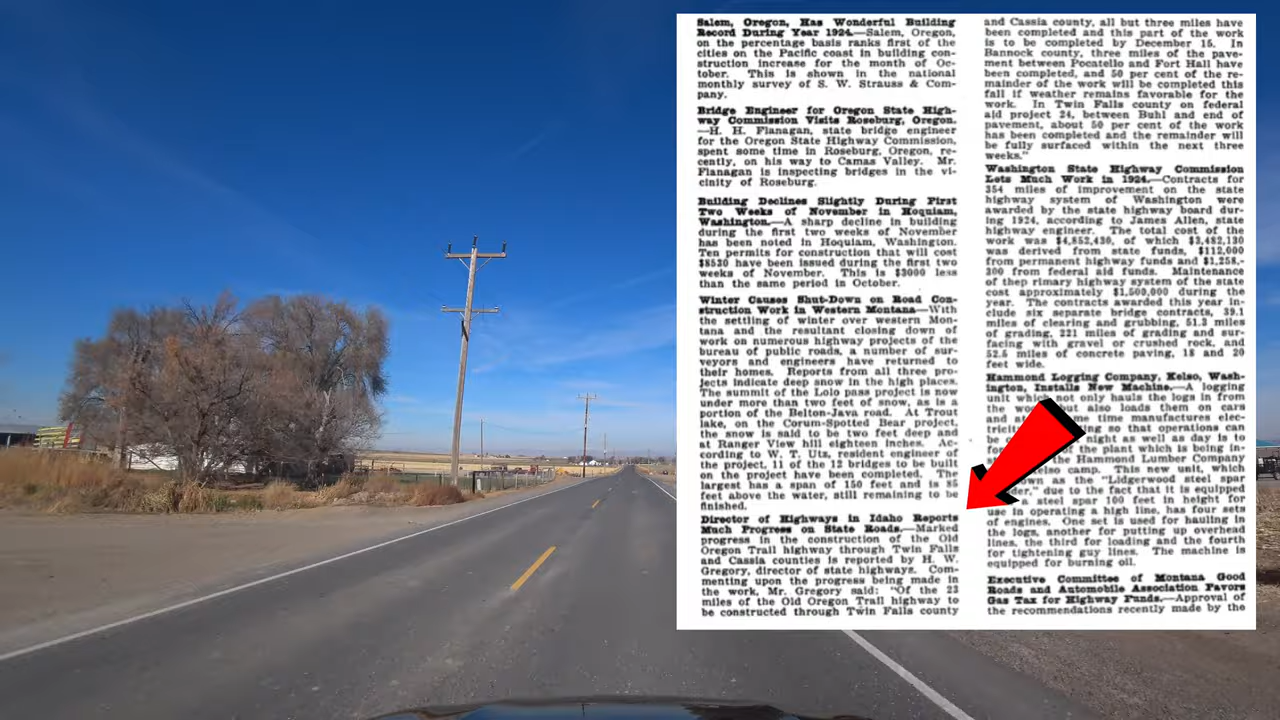 Salem, Oregon, Has Wonderful Building
Record During Year 1924.—Salem, Oregon,
on the percentage basis ranks first of the
cities on the Pacific coast in building con-
struction increase for the month of Oc-
tober. This is shown in the national
monthly survey of S. W. Strauss & Com-
pany.
Bridge Engineer for Oregon State High-
way Commission Visits Roseburg, Oregon.
—H. H. Flanagan, state bridge engineer
for the Oregon State Highway Commission,
spent some time in Roseburg, Oregon, re-
cently, on his way to Camas Valley. Mr.
Flanagan is inspecting bridges in the vi-
cinity of Roseburg.
Building Declines Slightly During First
Two Weeks of November in Hoquiam,
Washington.—A sharp decline in building
during the first two weeks of November
has been noted in Hoquiam, Washington.
Ten permits for construction that will cost
$8530 have been issued during the first two
weeks of November. This is $3000 less
than the same period in October.
Winter Causes Shut-Down on Road Con-
struction Work in Western Montana—With
the settling of winter over western Mon-
tana and the resultant closing down of
work on numerous highway projects of the
bureau of public roads, a number of sur-
veyors and engineers have returned to
their homes. Reports from all three pro-
jects indicate deep snow in the high places.
The summit of the Lolo pass project is now
under more than two feet of snow, as is a
portion of the Belton-Java road. At Trout
lake, on the Corum-Spotted Bear project,
the snow is said to be two feet deep and
at Ranger View hill eighteen inches. Ac-
cording to W. T. Utz, resident engineer of
the project, 11 of the 12 bridges to be built
on the project have been completed. The
largest has a span of 150 feet and is 85
feet above the water, still remaining to be
finished.
Director of Highways in Idaho Reports
Much Progress on State Roads.—Marked
progress in the construction of the Old
Oregon Trail highway through Twin Falls
and Cassia counties is reported by H. W.
Gregory, director of state highways. Com-
menting upon the progress being made in
the work, Mr. Gregory said: "Of the 23
miles of the Old Oregon Trail highway to
be constructed through Twin Falls county
and Cassia county, all but three miles have
been completed and this part of the work
is to be completed by December 15. In
Bannock county, three miles of the pave-
ment between Pocatello and Fort Hall have
been completed, and 50 per cent of the re-
mainder of the work will be completed this
fall if weather remains favorable for the
work. In Twin Falls county on federal
aid project 24, between Buhl and end of
pavement, about 50 per cent of the work
has been completed and the remainder will
be fully surfaced within the next three
weeks."
Washington State Highway Commission
Lets Much Work in 1924.—Contracts for
354 miles of improvement on the state
highway system of Washington were
awarded by the state highway board dur-
ing 1924, according to James Allen, state
highway engineer. The total cost of the
work was $4,852,430, of which $3,482,130
was derived from state funds, $112,000
from permanent highway funds and $1,258,-
300 from federal aid funds. Maintenance
of thep rimary highway system of the state
cost approximately $1,500,000 during the
year. The contracts awarded this year in-
clude six separate bridge contracts, 39.1
miles of clearing and grubbing, 51.3 miles
of grading, 221 miles of grading and sur-
facing with gravel or crushed rock, and
52.5 miles of concrete paving, 18 and 20
feet wide.
Hammond Logging Company, Kelso, Wash-
ington, Installs New Machine.—A logging
unit which not only hauls the logs in from
the but also loads them on cars
and time manufactures elec-
so that operations can
be night as well as day is to
of the plant which is being in-
the Hammond Lumber Company
camp. This new unit, which
as the "Lidgerwood steel spar
due to the fact that it is equipped
a steel spar 100 feet in height for
use in operating a high line, has four sets
of engines. One set is used for hauling in
the logs, another for putting up overhead
lines, the third for loading and the fourth
for tightening guy lines. The machine is
equipped for burning oil.
Executive Committee of Montana Good
Roads and Automobile Association Favors
Gas Tax for Highway Funds.—Approval of
the recommendations recently made by the